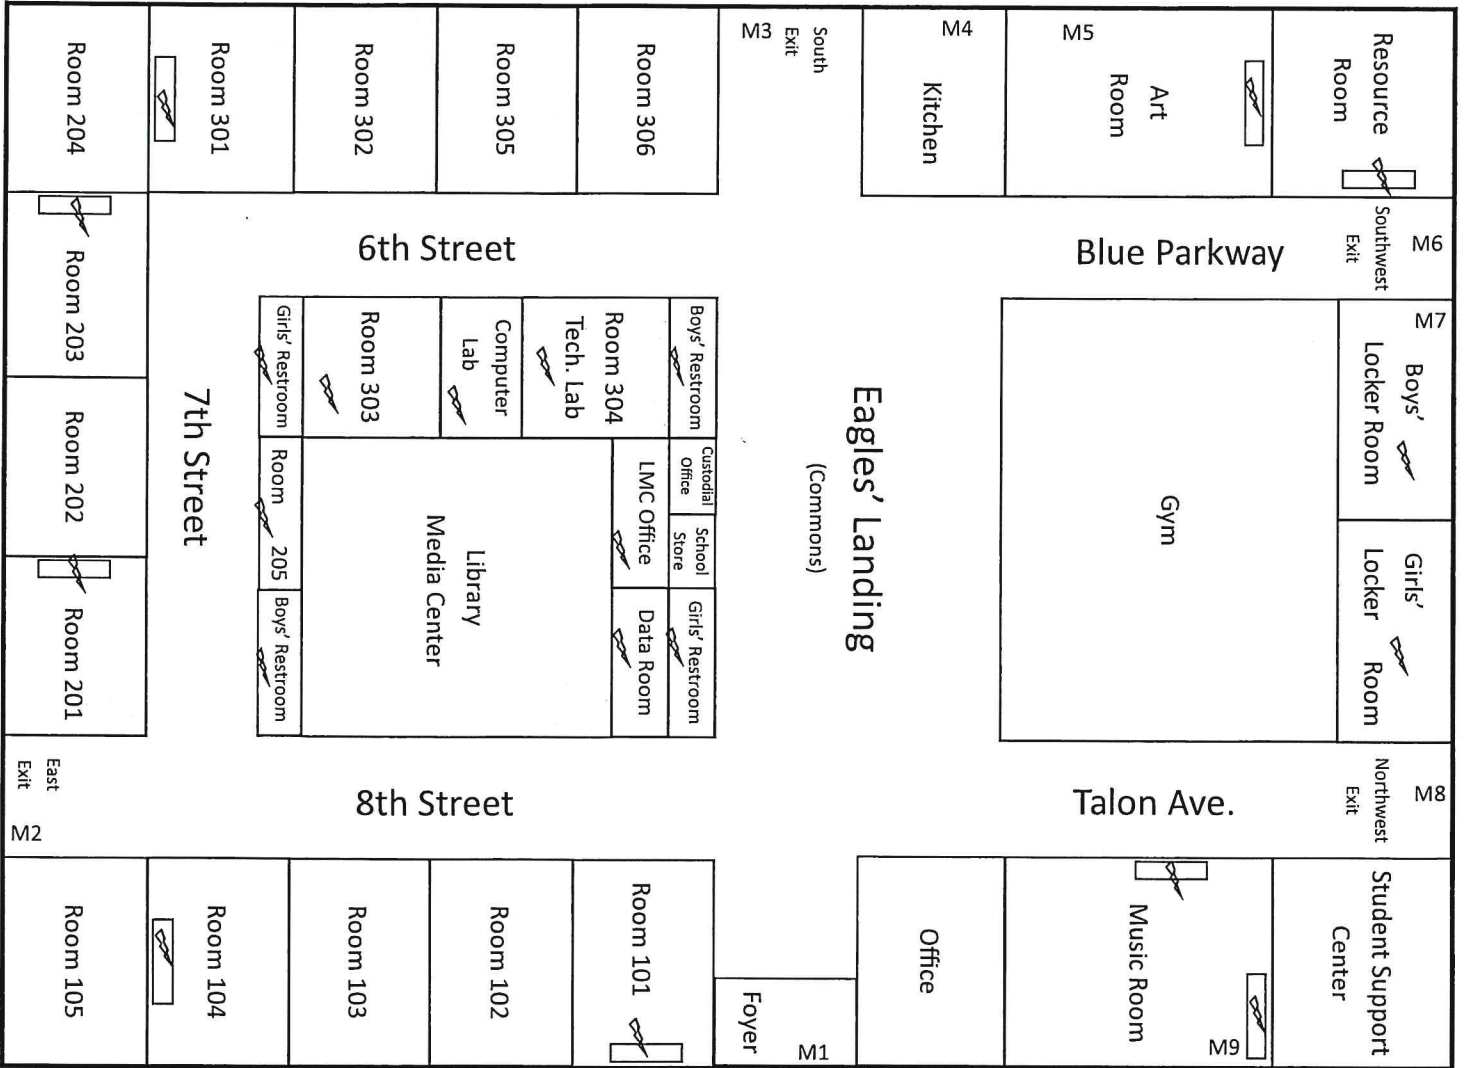 Room 204
Room 301
Room 302
Room 305
Room 306
M3
South
Exit
M4
Kitchen
M5
Art
Room
Resource
Room
6th Street
Blue Parkway
Southwest
Exit
M6
Room 203
Girls' Restroom
Room 303
Computer
Lab
Room 304
Tech. Lab
Boys' Restroom
M7
Boys'
Locker Room
7th Street
Room 202
Room 205
Library
Media Center
LMC Office
Custodial
Office
School
Store
Eagles' Landing
(Commons)
Gym
Girls'
Locker Room
Room 201
Boys' Restroom
Data Room
Girls' Restroom
East
Exit
M2
8th Street
Talon Ave.
Northwest
Exit
M8
Room 105
Room 104
Room 103
Room 102
Room 101
Foyer
M1
Office
Music Room
M9
Student Support
Center